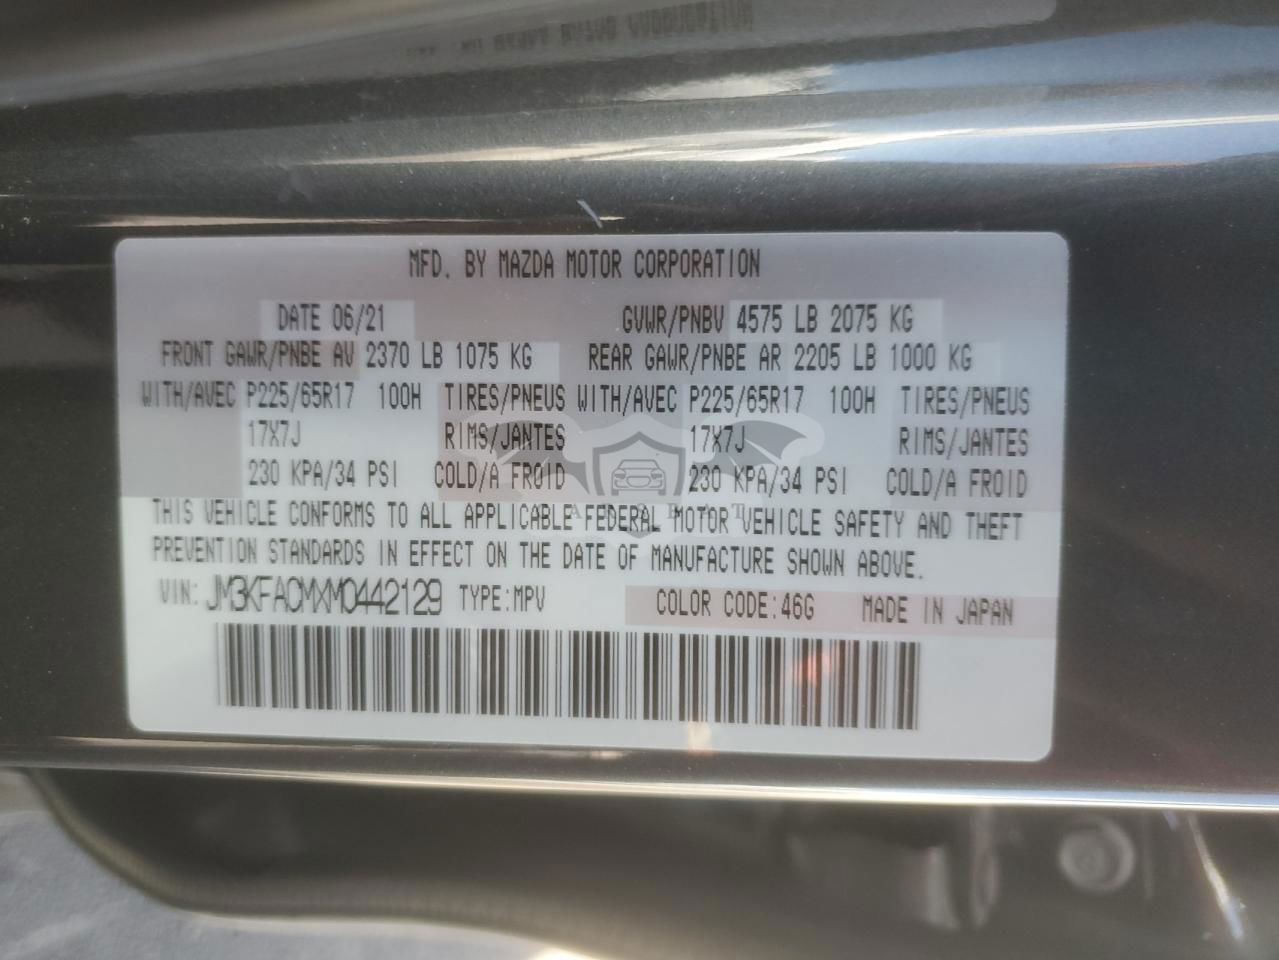 MFD. BY MAZDA MOTOR CORPORATION
DATE 06/21 GVWR/PNBV 4575 LB 2075 KG
FRONT GAWR/PNBE AV 2370 LB 1075 KG REAR GAWR/PNBE AR 2205 LB 1000 KG
WITH/AVEC P225/65R17 100H TIRES/PNEUS WITH/AVEC P225/65R17 100H TIRES/PNEUS
17X7J RIMS/JANTES 17X7J RIMS/JANTES
230 KPA/34 PSI COLD/A FROID 230 KPA/34 PSI COLD/A FROID
THIS VEHICLE CONFORMS TO ALL APPLICABLE FEDERAL MOTOR VEHICLE SAFETY AND THEFT
PREVENTION STANDARDS IN EFFECT ON THE DATE OF MANUFACTURE SHOWN ABOVE.
VIN: JM3KFACMXM0442129 TYPE:MPV COLOR CODE:46G MADE IN JAPAN